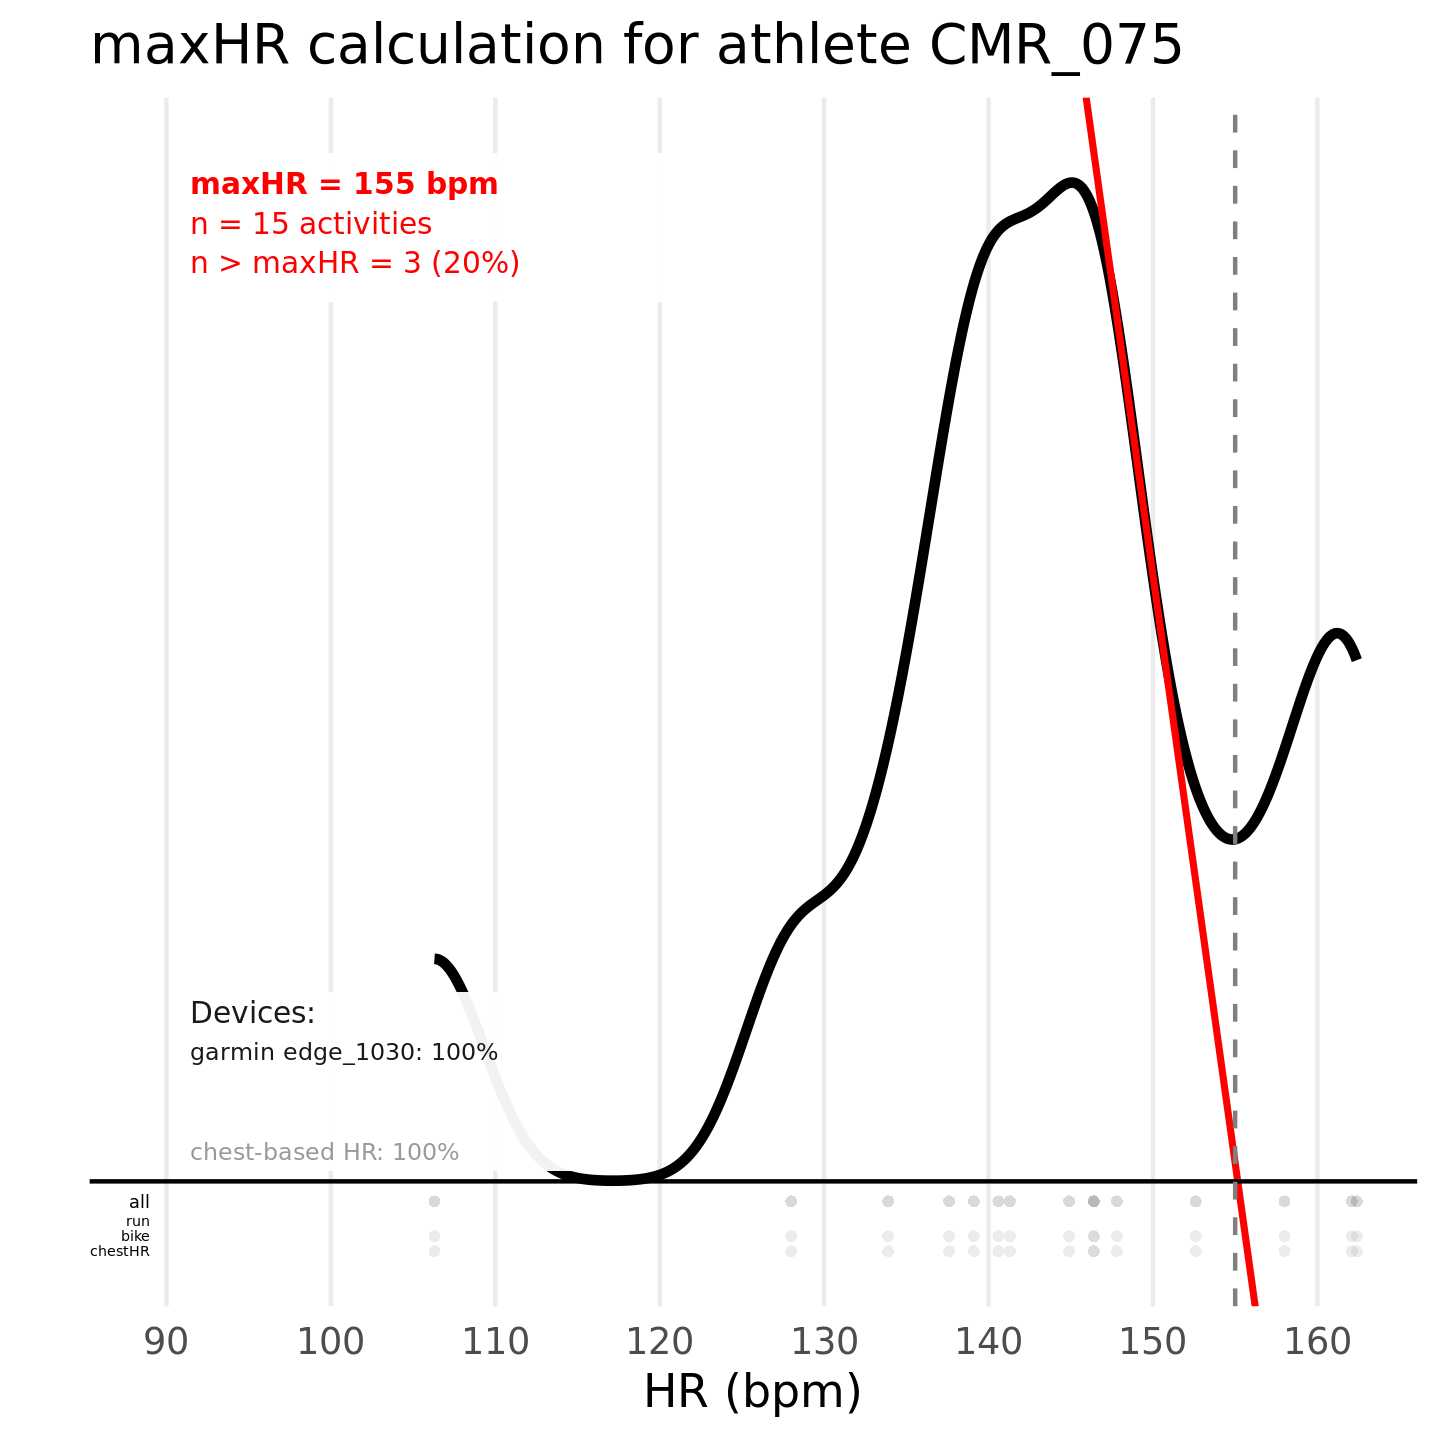 maxHR calculation for athlete CMR_075
maxHR = 155 bpm
n = 15 activities
n > maxHR = 3 (20%)
Devices:
garmin edge_1030: 100%
chest-based HR: 100%
all
run
bike
chestHR
90 100 110 120 130 140 150 160
HR (bpm)